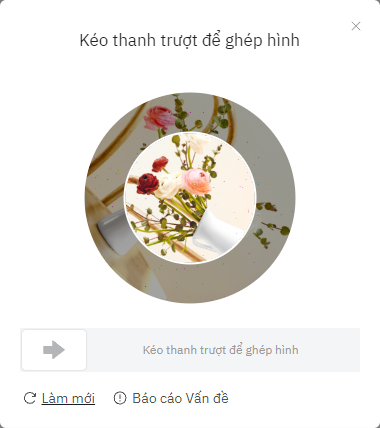 Kéo thanh trượt để ghép hình
Kéo thanh trượt để ghép hình
Làm mới
Báo cáo Vấn đề